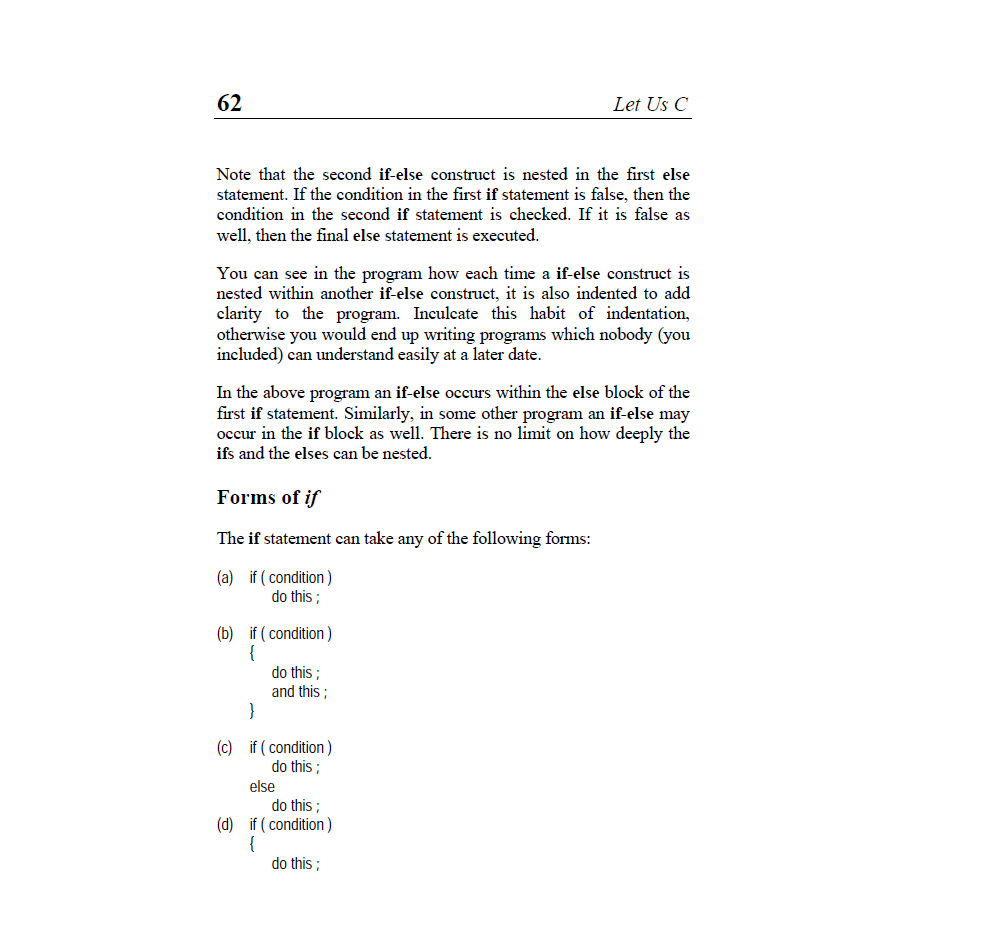 62 Let Us C
Note that the second if-else construct is nested in the first else
statement. If the condition in the first if statement is false, then the
condition in the second if statement is checked. If it is false as
well, then the final else statement is executed.
You can see in the program how each time a if-else construct is
nested within another if-else construct, it is also indented to add
clarity to the program. Inculcate this habit of indentation,
otherwise you would end up writing programs which nobody (you
included) can understand easily at a later date.
In the above program an if-else occurs within the else block of the
first if statement. Similarly, in some other program an if-else may
occur in the if block as well. There is no limit on how deeply the
ifs and the elses can be nested.
Forms of if
The if statement can take any of the following forms:
(a) if ( condition )
do this ;
(b) if ( condition )
{
do this ;
and this ;
}
(c) if ( condition )
do this ;
else
do this ;
(d) if ( condition )
{
do this ;